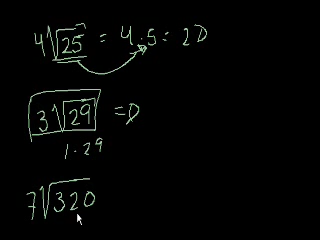 4√25 = 4·5 = 20
3√29 = D
1·29
7√320